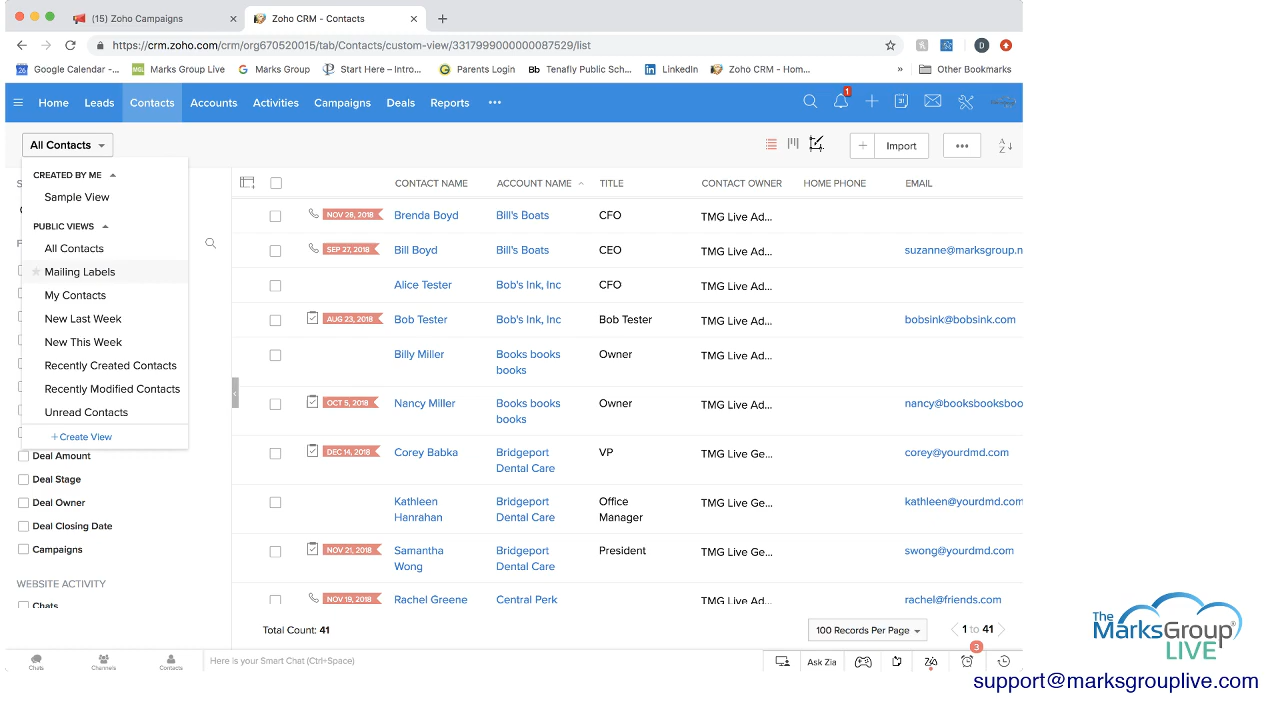 (15) Zoho Campaigns
Zoho CRM - Contacts
https://crm.zoho.com/crm/org670520015/tab/Contacts/custom-view/3317999000000087529/list
D
26 Google Calendar -...
MGL Marks Group Live
Marks Group
Start Here – Intro...
Parents Login
Bb Tenafly Public Sch...
LinkedIn
Zoho CRM - Hom...
» Other Bookmarks
Home Leads Contacts Accounts Activities Campaigns Deals Reports •••
1
31
All Contacts
Import
•••
A
Z
CREATED BY ME
Sample View
PUBLIC VIEWS
All Contacts
Mailing Labels
My Contacts
New Last Week
New This Week
Recently Created Contacts
Recently Modified Contacts
Unread Contacts
+ Create View
Deal Amount
Deal Stage
Deal Owner
Deal Closing Date
Campaigns
WEBSITE ACTIVITY
Chats
CONTACT NAME ACCOUNT NAME TITLE CONTACT OWNER HOME PHONE EMAIL
NOV 28, 2018 Brenda Boyd Bill's Boats CFO TMG Live Ad...
SEP 27, 2018 Bill Boyd Bill's Boats CEO TMG Live Ad... suzanne@marksgroup.n
Alice Tester Bob's Ink, Inc CFO TMG Live Ad...
AUG 23, 2018 Bob Tester Bob's Ink, Inc Bob Tester TMG Live Ad... bobsink@bobsink.com
Billy Miller Books books books Owner TMG Live Ad...
OCT 5, 2018 Nancy Miller Books books books Owner TMG Live Ad... nancy@booksbooksboo
DEC 14, 2018 Corey Babka Bridgeport Dental Care VP TMG Live Ge... corey@yourdmd.com
Kathleen Hanrahan Bridgeport Dental Care Office Manager TMG Live Ge... kathleen@yourdmd.com
NOV 21, 2018 Samantha Wong Bridgeport Dental Care President TMG Live Ge... swong@yourdmd.com
NOV 19, 2018 Rachel Greene Central Perk TMG Live Ad... rachel@friends.com
Total Count: 41
100 Records Per Page
1 to 41
3
Chats
Channels
Contacts
Here is your Smart Chat (Ctrl+Space)
Ask Zia
The
MarksGroup®
LIVE
support@marksgrouplive.com